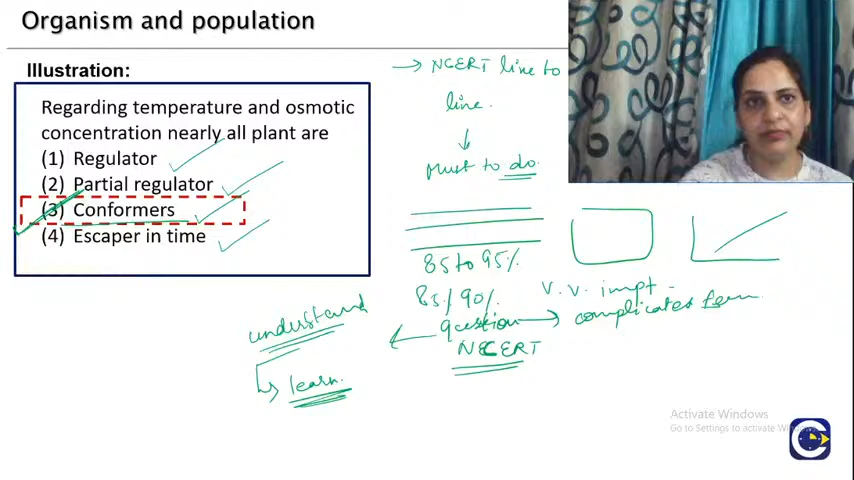 Organism and population
Illustration:
Regarding temperature and osmotic
concentration nearly all plant are
(1) Regulator
(2) Partial regulator
(3) Conformers
(4) Escaper in time
→ NCERT line to
line.
Must to do.
85 to 95%
85/90%
question
NCERT
understand
learn.
V. V. impt -
complicates form
Activate Windows
Go to Settings to activate Windows